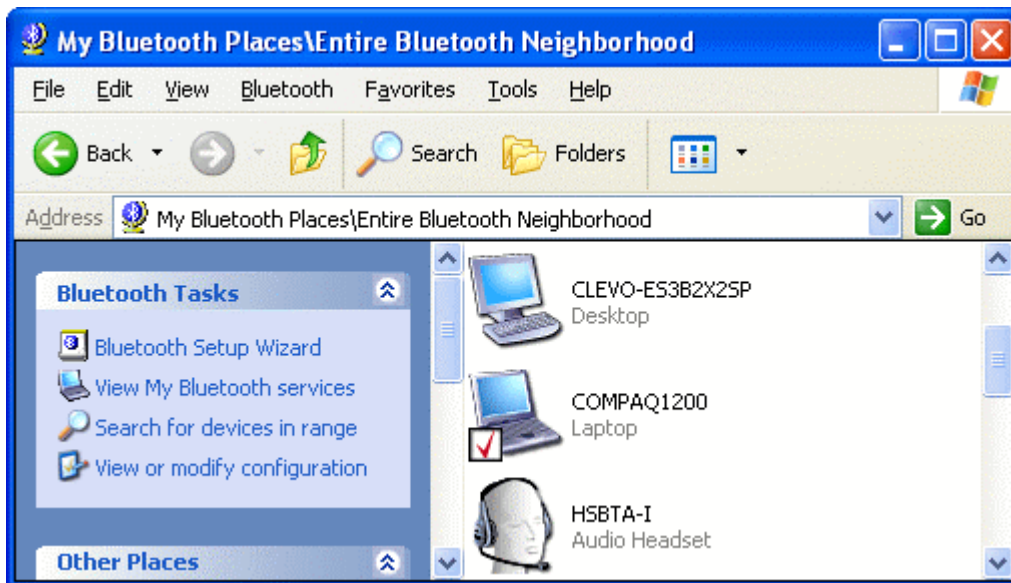 My Bluetooth Places\Entire Bluetooth Neighborhood
File Edit View Bluetooth Favorites Tools Help
Back Search Folders
Address My Bluetooth Places\Entire Bluetooth Neighborhood Go
Bluetooth Tasks
Bluetooth Setup Wizard
View My Bluetooth services
Search for devices in range
View or modify configuration
Other Places
CLEVO-ES3B2X2SP
Desktop
COMPAQ1200
Laptop
HSBTA-I
Audio Headset